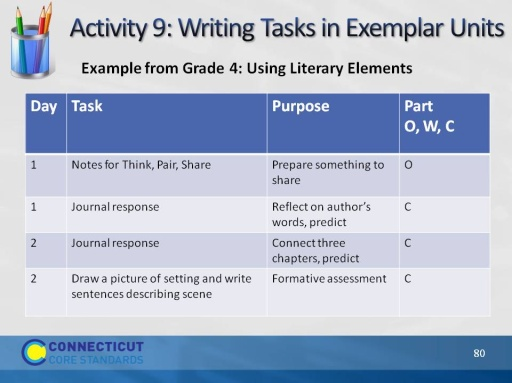 Activity 9: Writing Tasks in Exemplar Units
Example from Grade 4: Using Literary Elements
Day Task Purpose Part
O, W, C
1 Notes for Think, Pair, Share Prepare something to
share O
1 Journal response Reflect on author's
words, predict C
2 Journal response Connect three
chapters, predict C
2 Draw a picture of setting and write
sentences describing scene Formative assessment C
CONNECTICUT
CORE STANDARDS
80